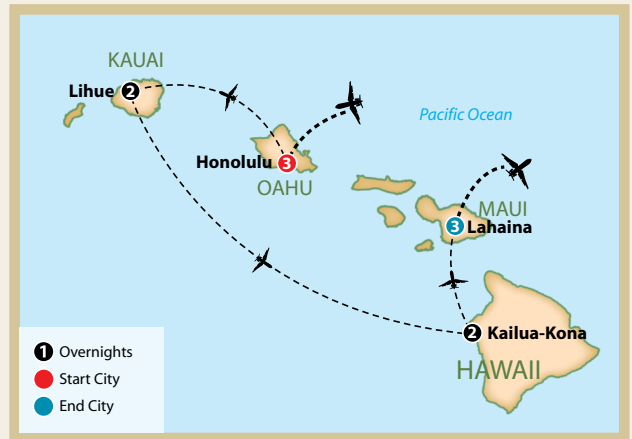 KAUAI
Lihue 2
Pacific Ocean
Honolulu 3
OAHU
MAUI
3 Lahaina
2 Kailua-Kona
HAWAII
1 Overnights
Start City
End City